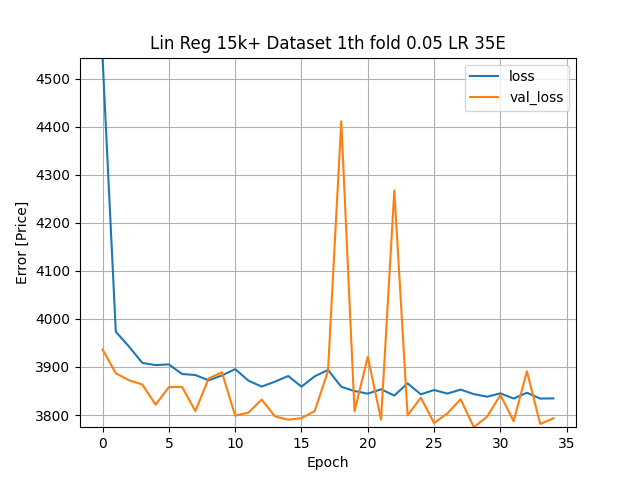 Lin Reg 15k+ Dataset 1th fold 0.05 LR 35E
loss
val_loss
4500
4400
4300
4200
4100
4000
3900
3800
Error [Price]
0 5 10 15 20 25 30 35
Epoch